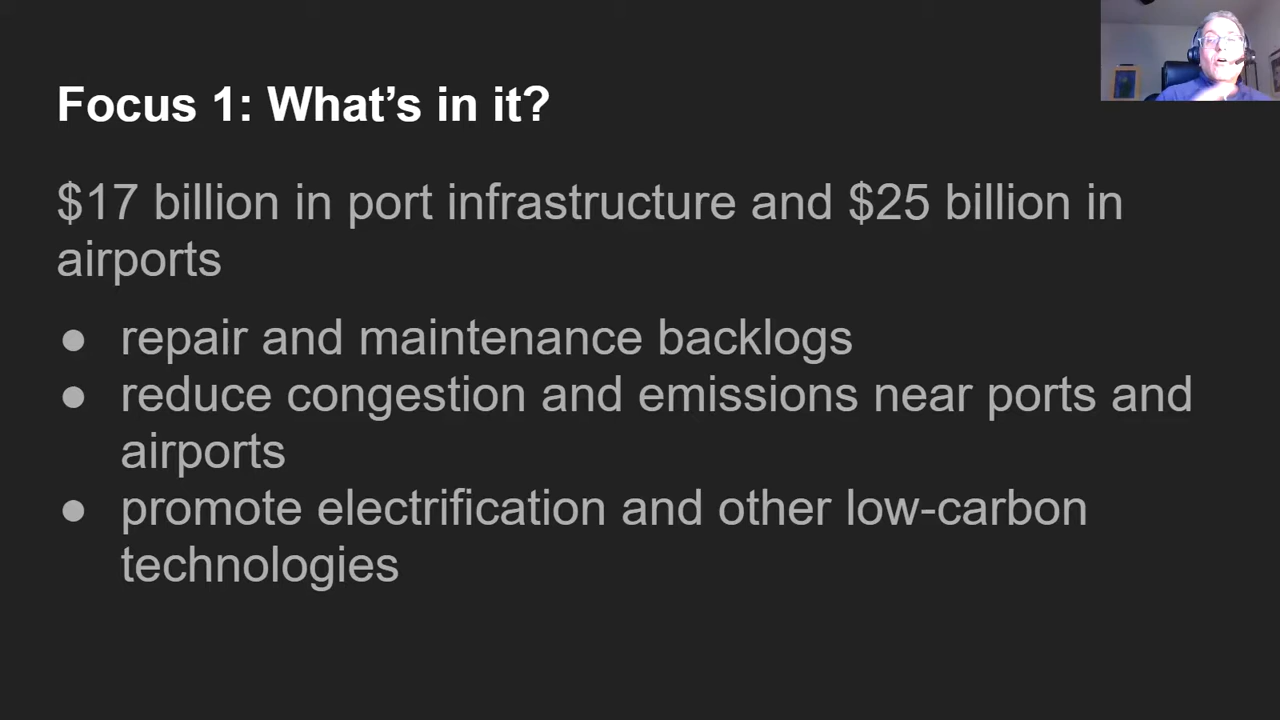 Focus 1: What’s in it?
$17 billion in port infrastructure and $25 billion in
airports
● repair and maintenance backlogs
● reduce congestion and emissions near ports and
airports
● promote electrification and other low-carbon
technologies